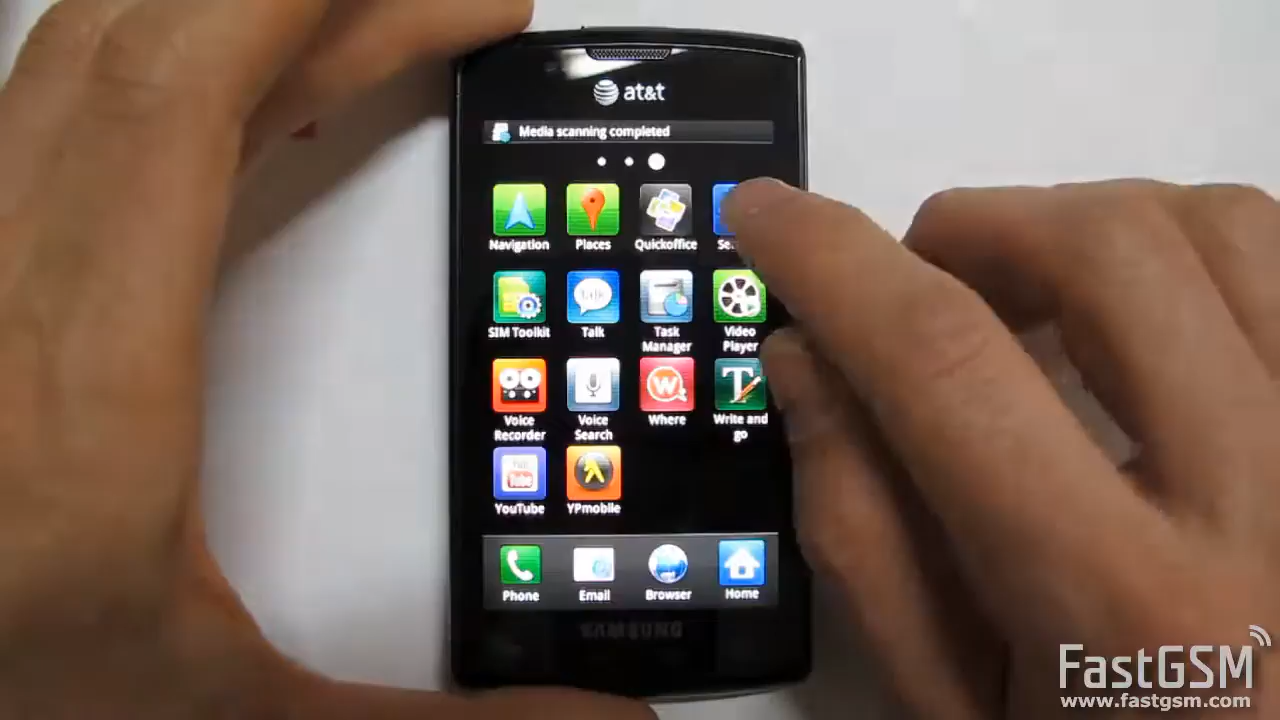 at&t
Media scanning completed
Navigation
Places
Quickoffice
SIM Toolkit
Talk
Task
Manager
Video
Player
Voice
Recorder
Voice
Search
Where
Write and
go
YouTube
YPmobile
Phone
Email
Browser
Home
SAMSUNG
FastGSM
www.fastgsm.com